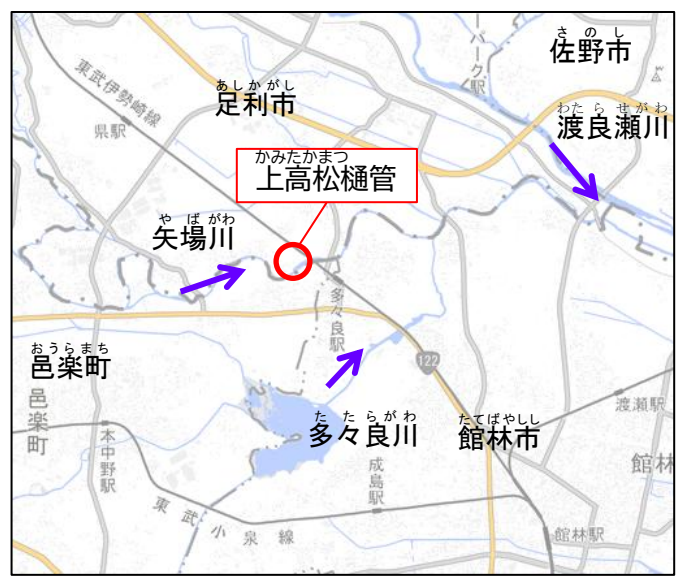 さのし
佐野市
ーパーク駅
あしかがし
足利市
東武伊勢崎線
県駅
わたらせがわ
渡良瀬川
かみたかまつ
上高松樋管
やばがわ
矢場川
多々良駅
おうらまち
邑楽町
122
邑楽町
たたらがわ
多々良川
たてばやしし
館林市
渡瀬駅
本中野駅
成島駅
館林
東武小泉線
館林駅